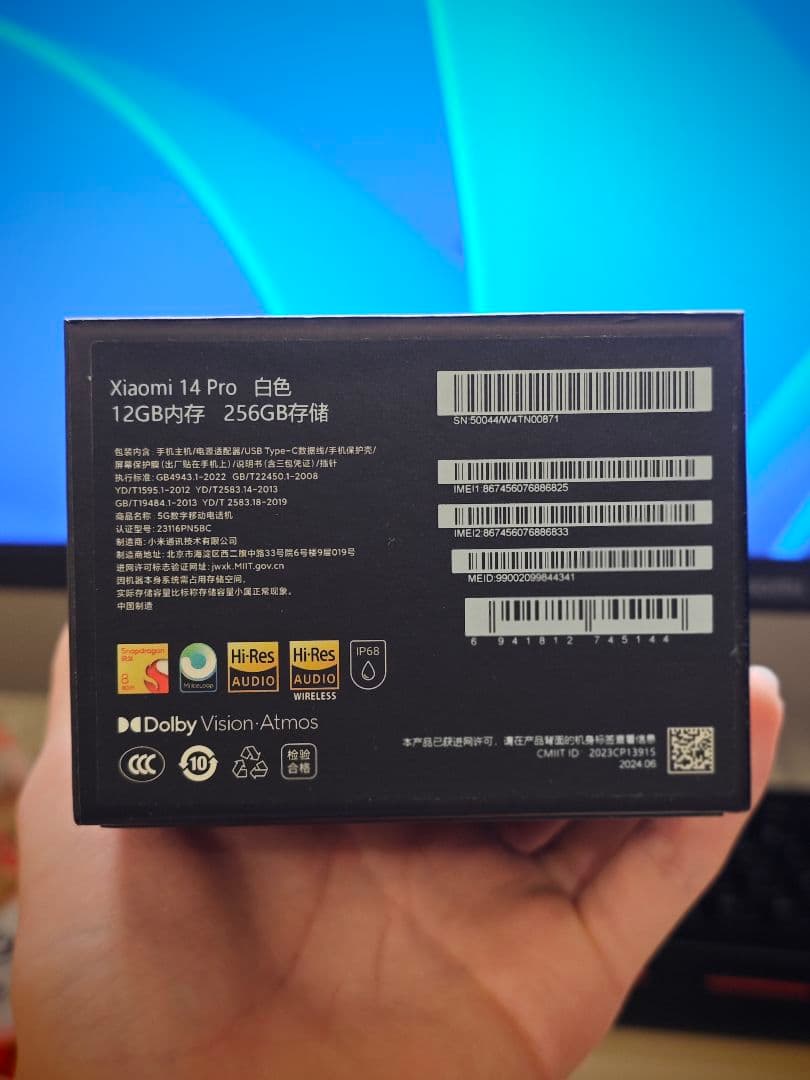 Xiaomi 14 Pro 白色
12GB内存 256GB存储
包装内含: 手机主机/电源适配器/USB Type-C数据线/手机保护壳/
屏幕保护膜 (出厂贴在手机上) /说明书 (含三包凭证) /指针
执行标准: GB4943.1-2022 GB/T22450.1-2008
YD/T1595.1-2012 YD/T2583.14-2013
GB/T19484.1-2013 YD/T 2583.18-2019
商品名称: 5G数字移动电话机
认证型号: 23116PN5BC
制造商: 小米通讯技术有限公司
制造商地址: 北京市海淀区西二旗中路33号院6号楼9层019号
进网许可标志验证网址: jwxk.MIIT.gov.cn
因机器本身系统需占用存储空间,
实际存储容量比标称存储容量小属正常现象。
中国制造
SN:50044/W4TN00871
IMEI1:867456076886825
IMEI2:867456076886833
MEID:99002099844341
6 941812 745144
Snapdragon
8
Hi·Res
AUDIO
Hi·Res
AUDIO
WIRELESS
IP68
Dolby Vision·Atmos
CCC
10
检验
合格
本产品已获进网许可, 请在产品背面的机身标签查看信息
CMIIT ID 2023CP13915
2024.06